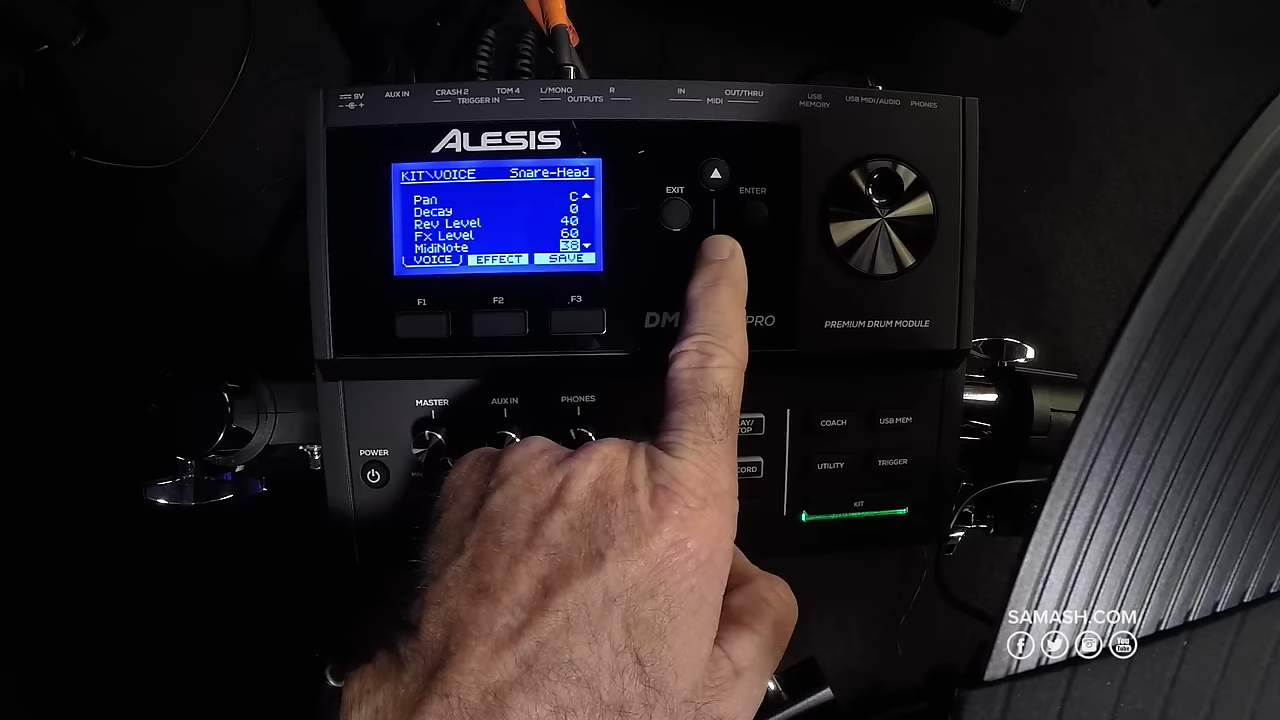 9V
AUX IN
CRASH 2
TOM 4
TRIGGER IN
L/MONO
R
OUTPUTS
IN
OUT/THRU
MIDI
USB
MEMORY
USB MIDI/AUDIO
PHONES
ALESIS
KIT\VOICE Snare-Head
Pan C
Decay 0
Rev Level 40
Fx Level 60
MidiNote 38
VOICE EFFECT SAVE
EXIT
ENTER
F1
F2
F3
DM
PRO
PREMIUM DRUM MODULE
MASTER
AUX IN
PHONES
POWER
COACH
USB MEM
UTILITY
TRIGGER
KIT
SAMASH.COM
You
Tube